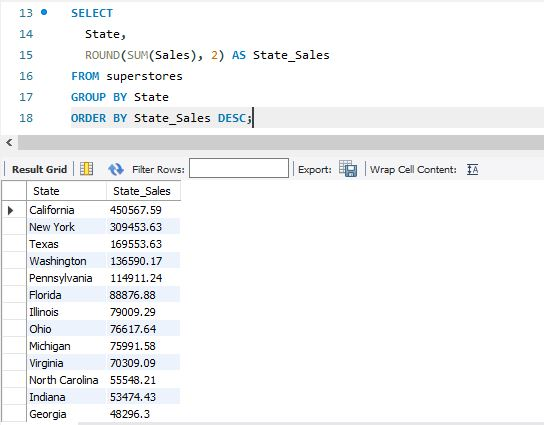 13 SELECT
14 State,
15 ROUND(SUM(Sales), 2) AS State_Sales
16 FROM superstores
17 GROUP BY State
18 ORDER BY State_Sales DESC;
Result Grid Filter Rows: Export: Wrap Cell Content:
State State_Sales
California 450567.59
New York 309453.63
Texas 169553.63
Washington 136590.17
Pennsylvania 114911.24
Florida 88876.88
Illinois 79009.29
Ohio 76617.64
Michigan 75991.58
Virginia 70309.09
North Carolina 55548.21
Indiana 53474.43
Georgia 48296.3